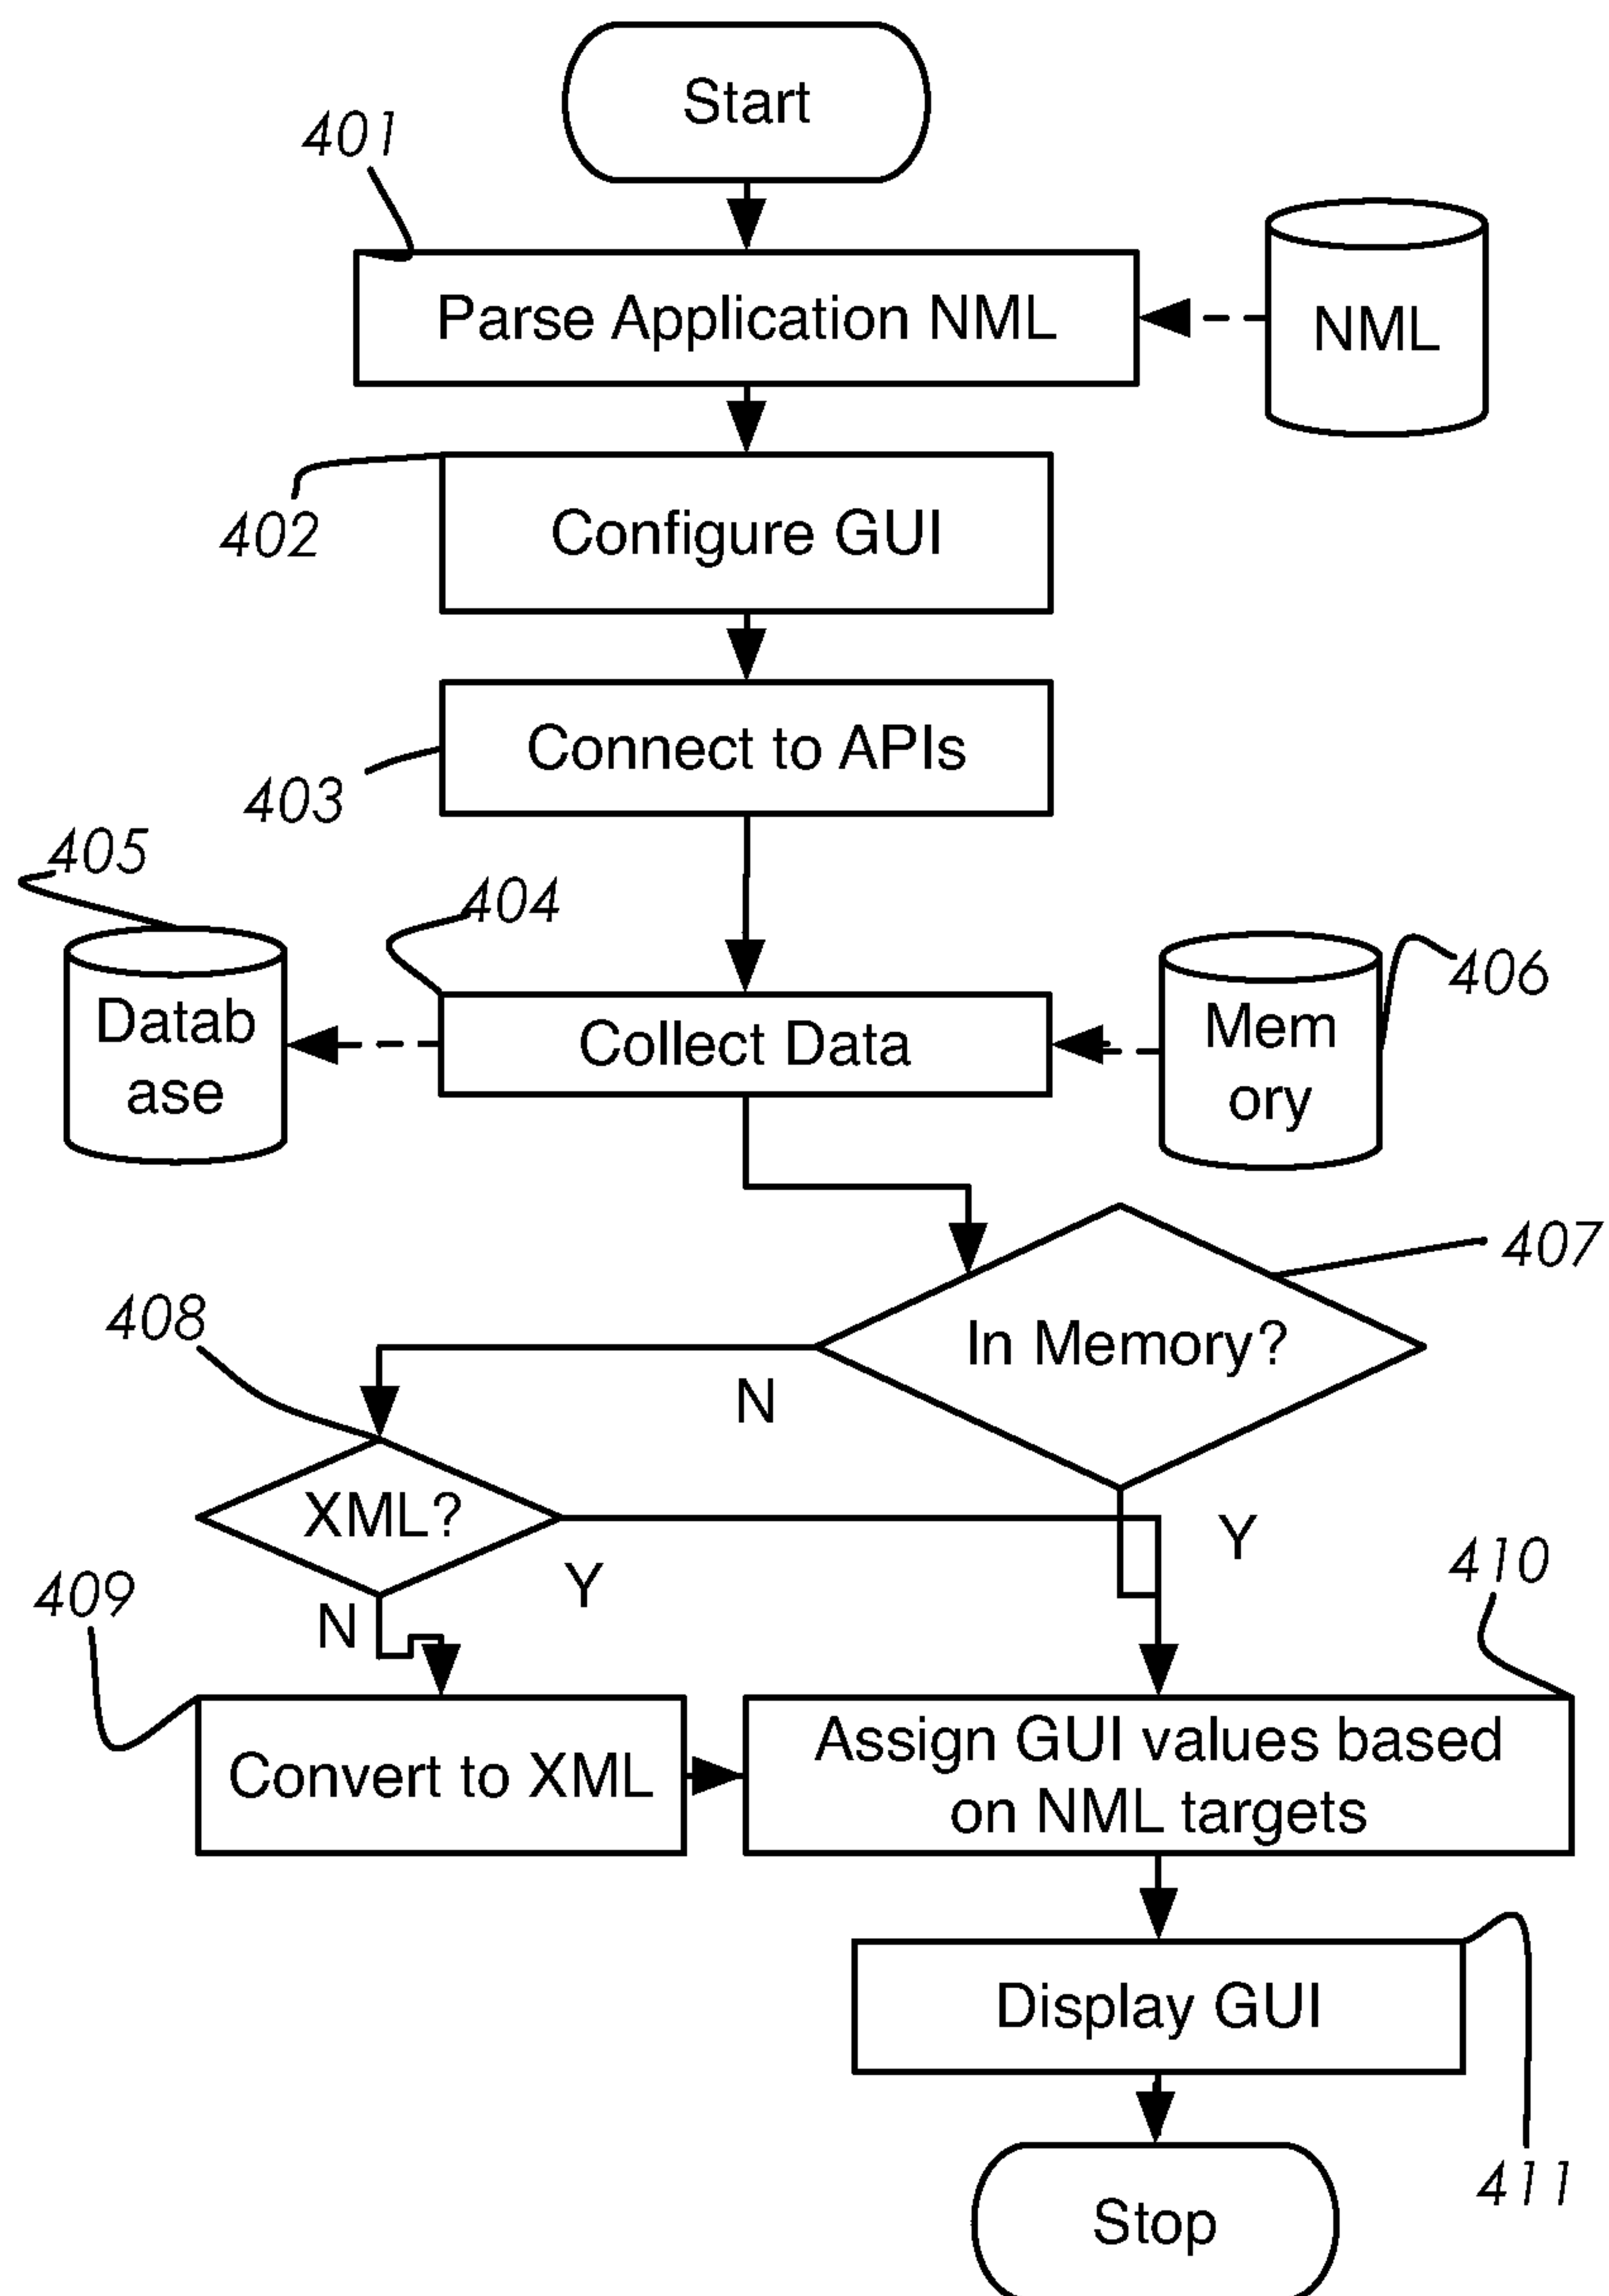 Start
401
Parse Application NML
NML
402
Configure GUI
Connect to APIs
403
405
404
406
Datab
ase
Collect Data
Mem
ory
407
408
In Memory?
N
XML?
Y
Y
409
N
410
Convert to XML
Assign GUI values based
on NML targets
Display GUI
411
Stop